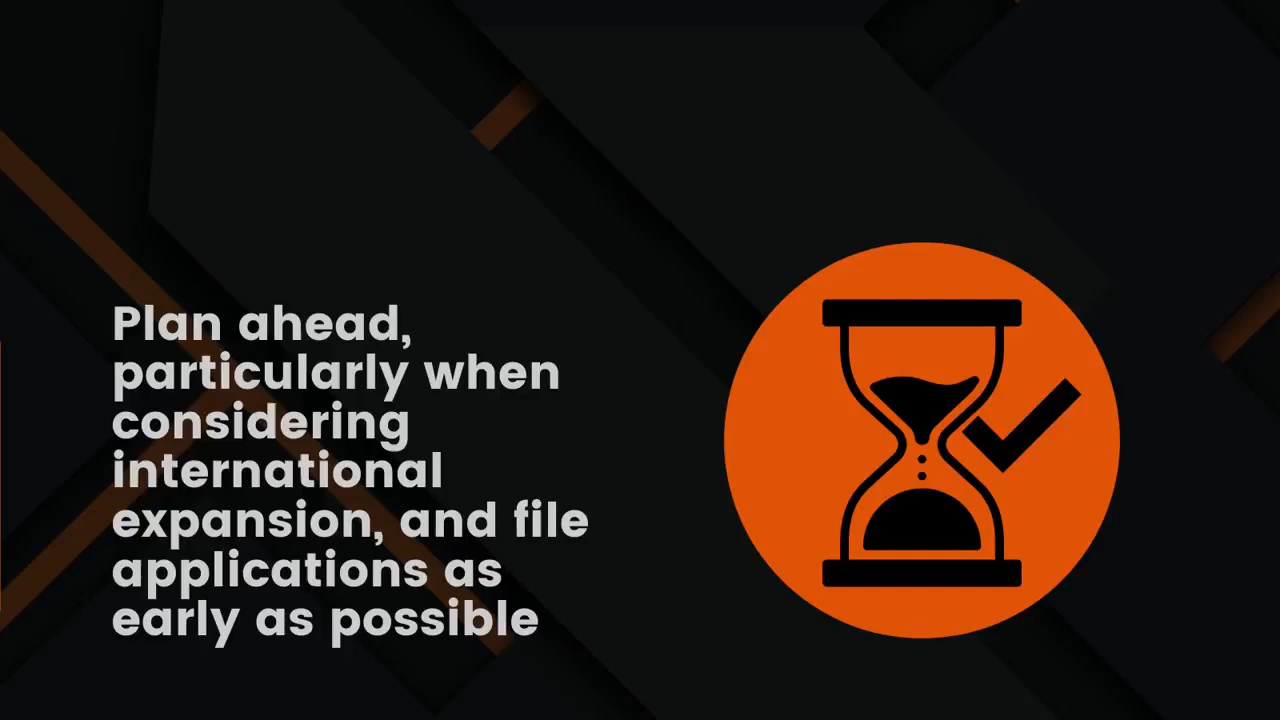 Plan ahead,
particularly when
considering
international
expansion, and file
applications as
early as possible